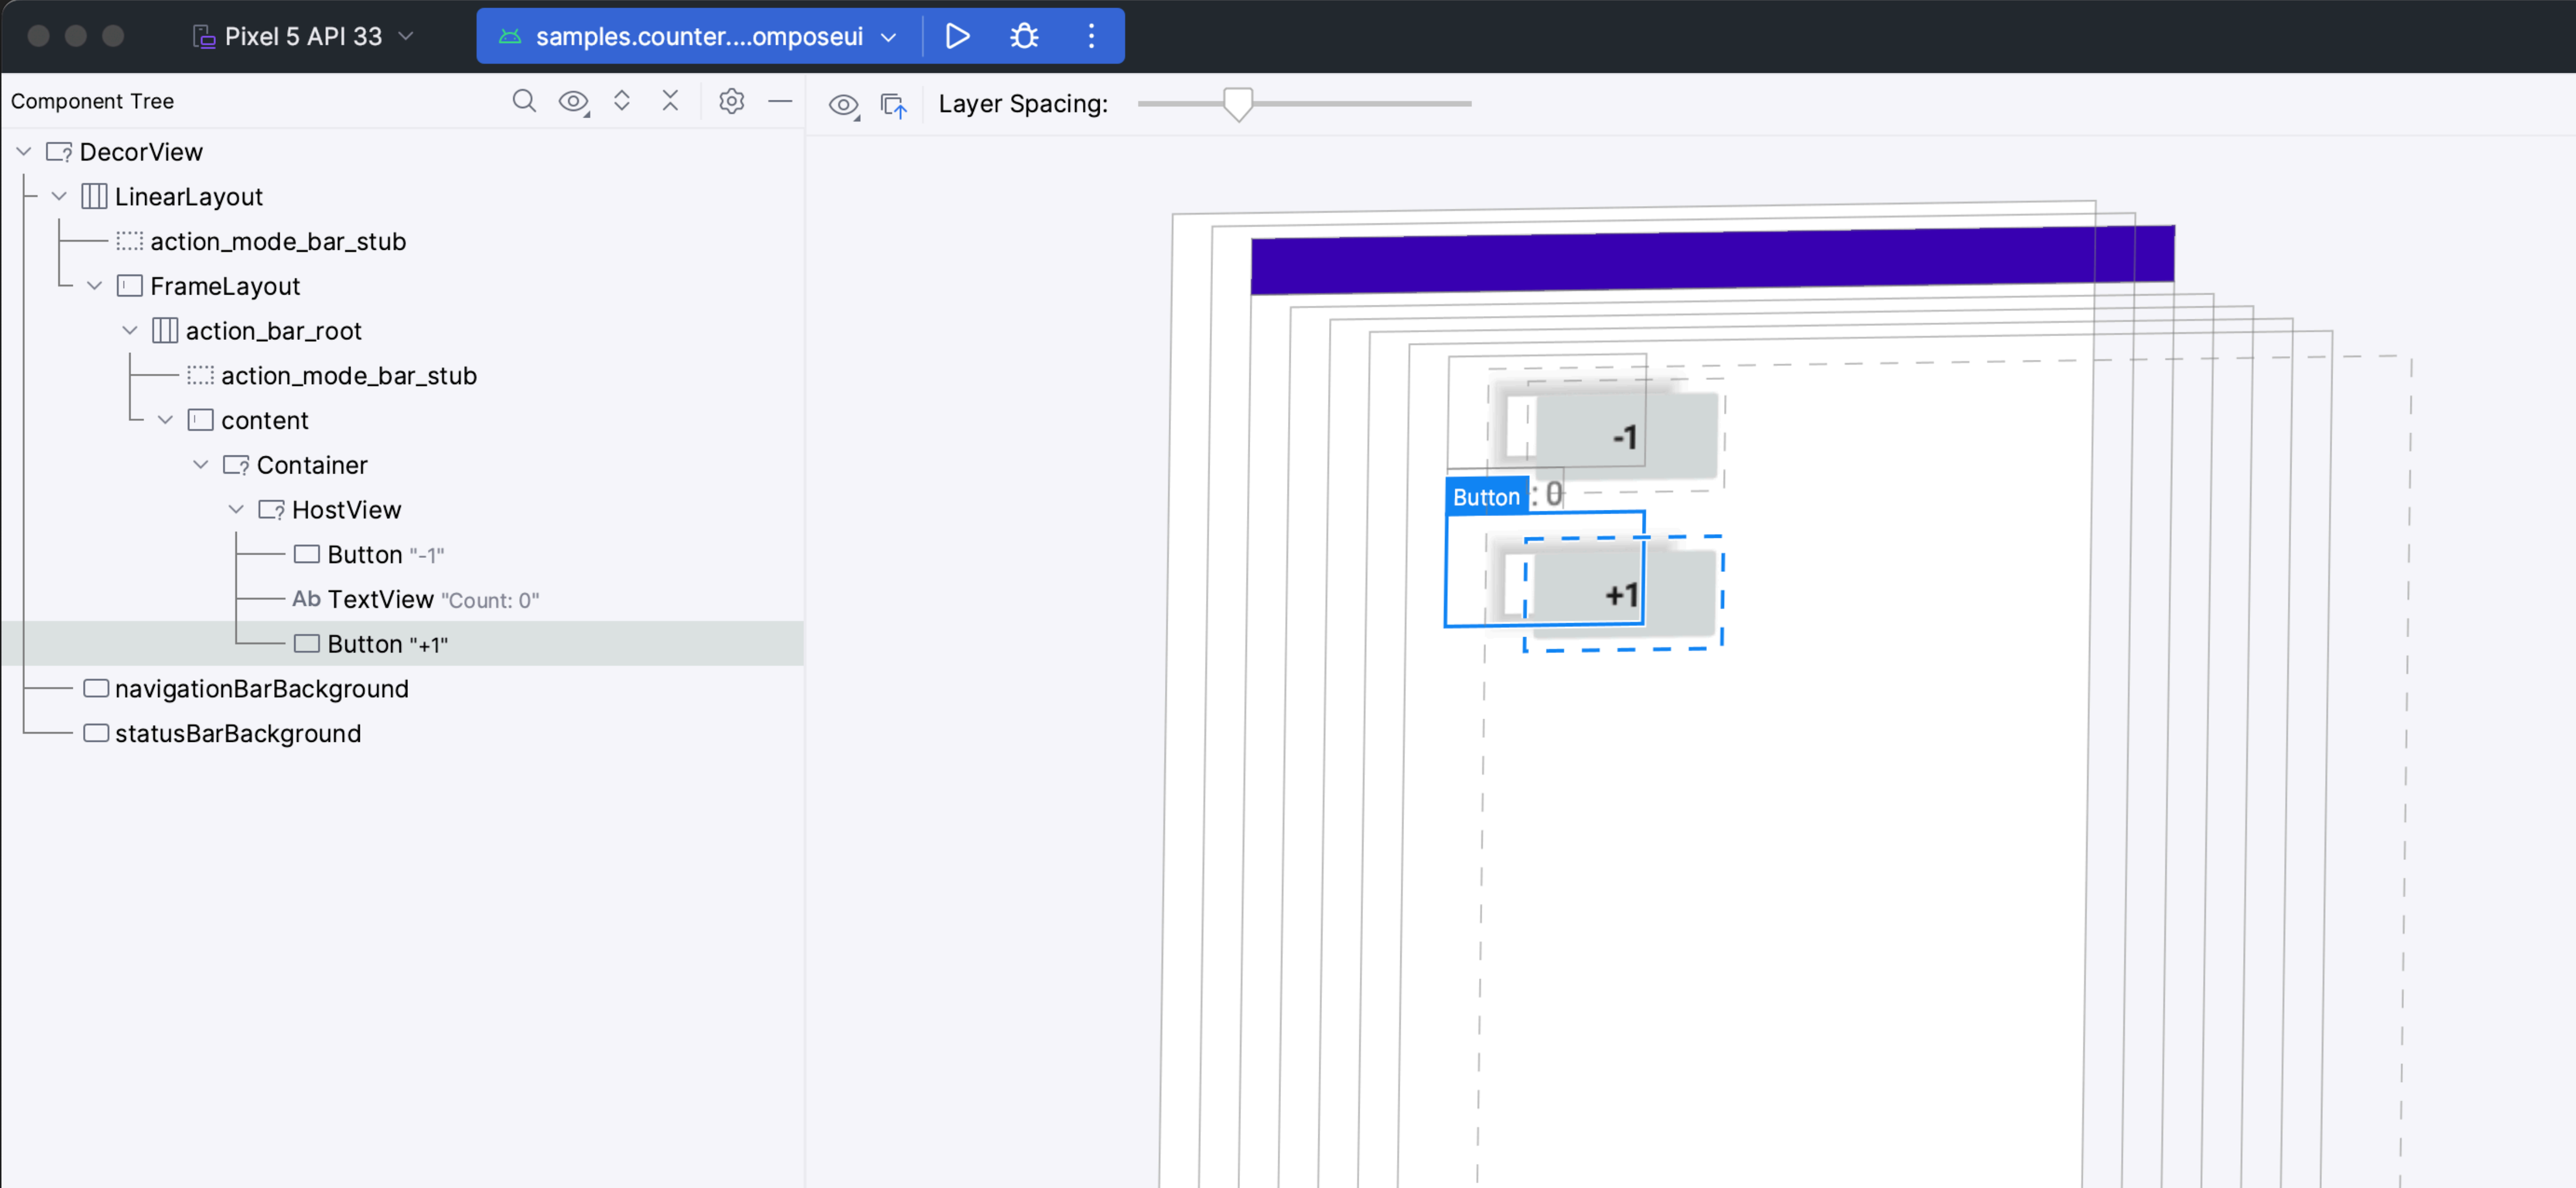 Pixel 5 API 33
samples.counter....omposeui
Component Tree
Layer Spacing:
DecorView
LinearLayout
action_mode_bar_stub
FrameLayout
action_bar_root
action_mode_bar_stub
content
Container
HostView
Button "-1"
TextView "Count: 0"
Button "+1"
navigationBarBackground
statusBarBackground
-1
Button : 0
+1